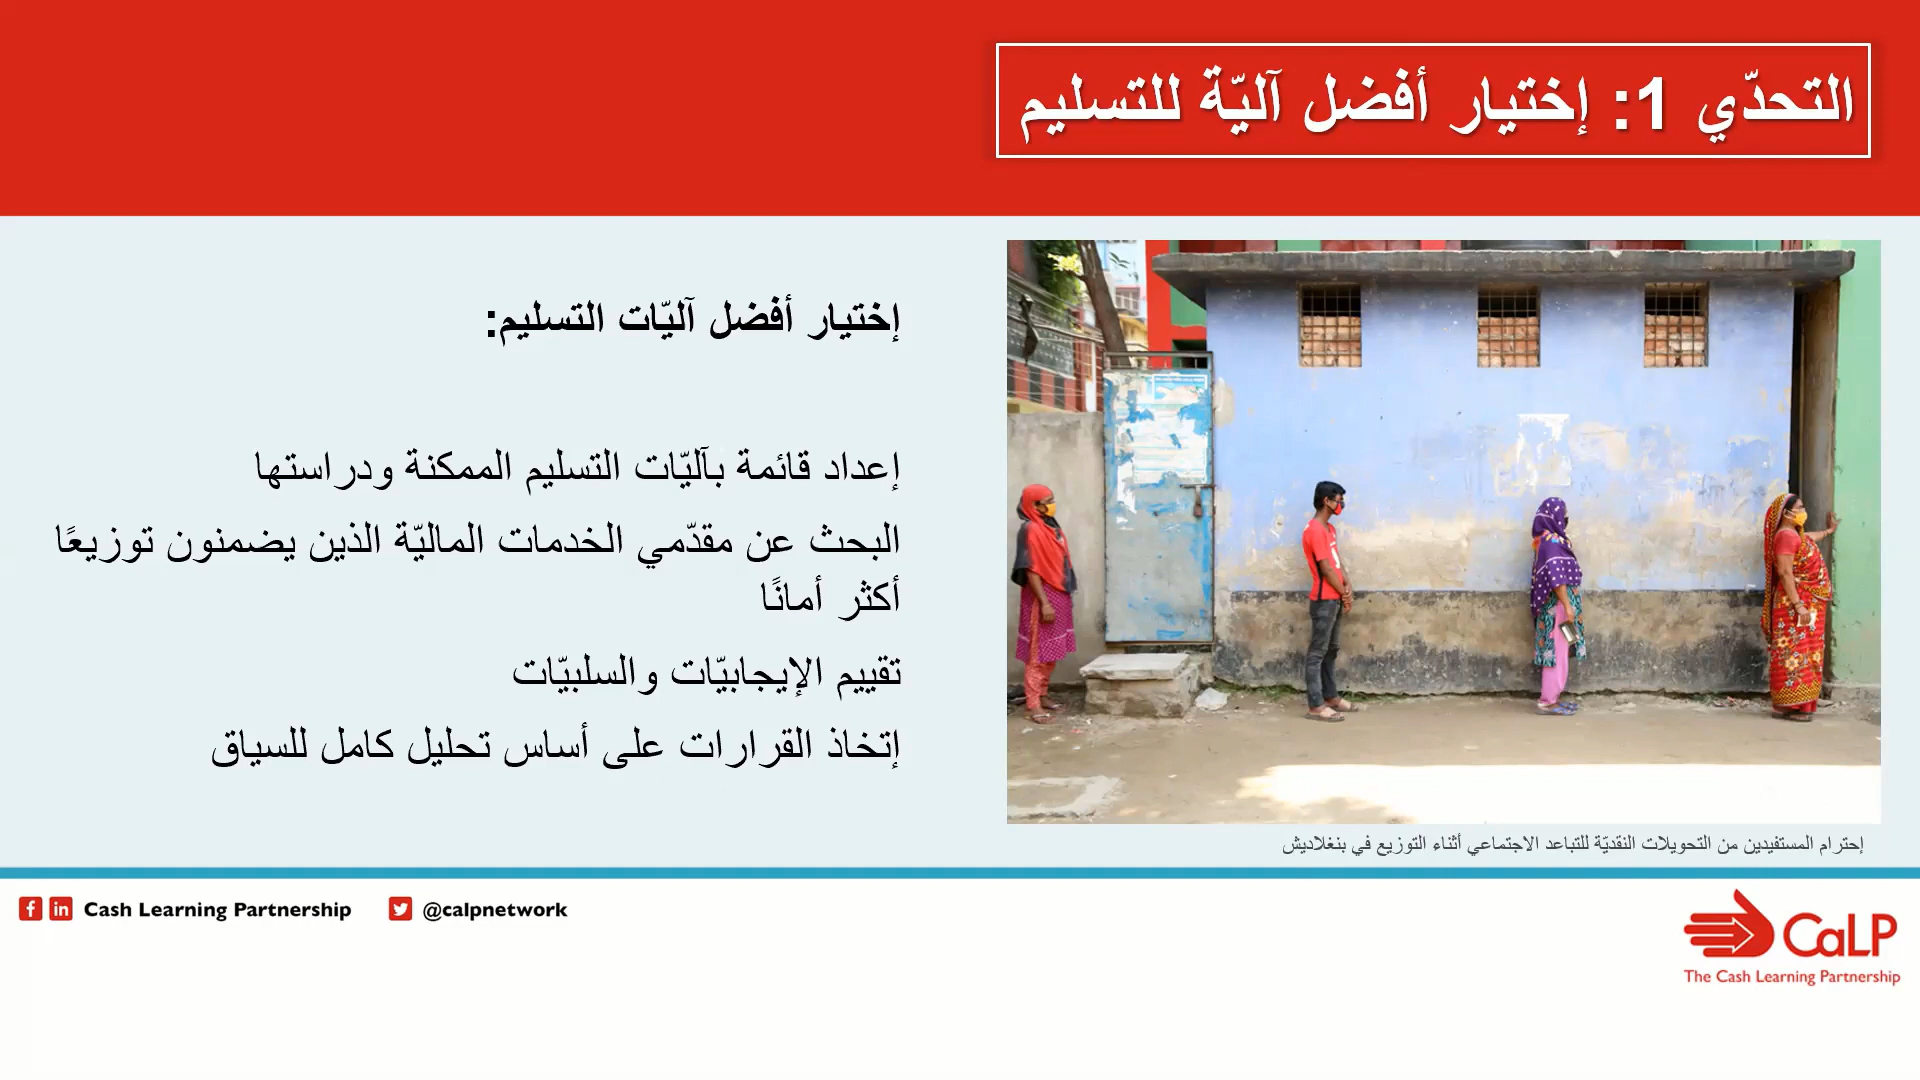 التحدّي 1: إختيار أفضل آليّة للتسليم
إختيار أفضل آليّات التسليم:
إعداد قائمة بآليّات التسليم الممكنة ودراستها
البحث عن مقدّمي الخدمات الماليّة الذين يضمنون توزيعًا
أكثر أمانًا
تقييم الإيجابيّات والسلبيّات
إتخاذ القرارات على أساس تحليل كامل للسياق
إحترام المستفيدين من التحويلات النقديّة للتباعد الاجتماعي أثناء التوزيع في بنغلاديش
Cash Learning Partnership
@calpnetwork
CaLP
The Cash Learning Partnership